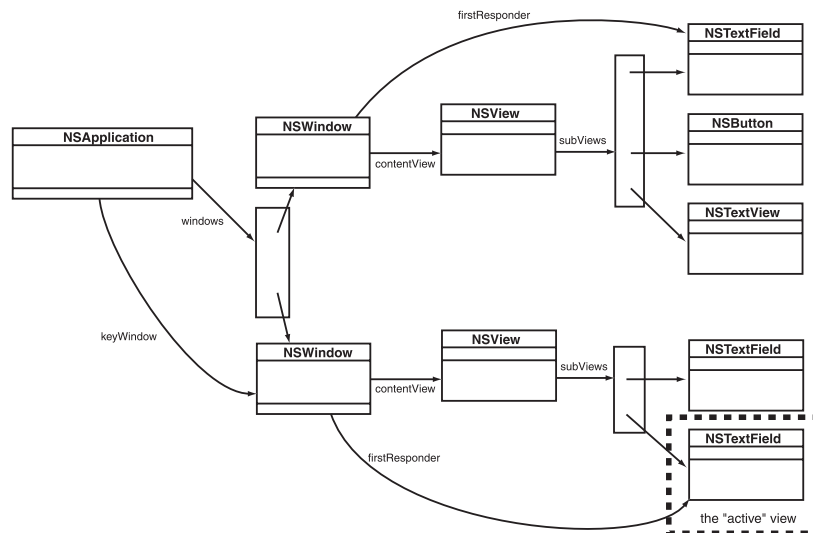 firstResponder
NSTextField
NSWindow
NSView
NSButton
NSApplication
subViews
contentView
NSTextView
windows
keyWindow
NSWindow
NSView
NSTextField
subViews
contentView
NSTextField
firstResponder
the "active" view